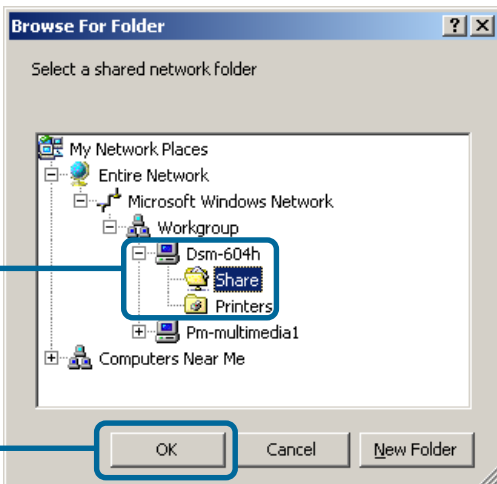 Browse For Folder
Select a shared network folder
My Network Places
Entire Network
Microsoft Windows Network
Workgroup
Dsm-604h
Share
Printers
Pm-multimedia1
Computers Near Me
OK Cancel New Folder